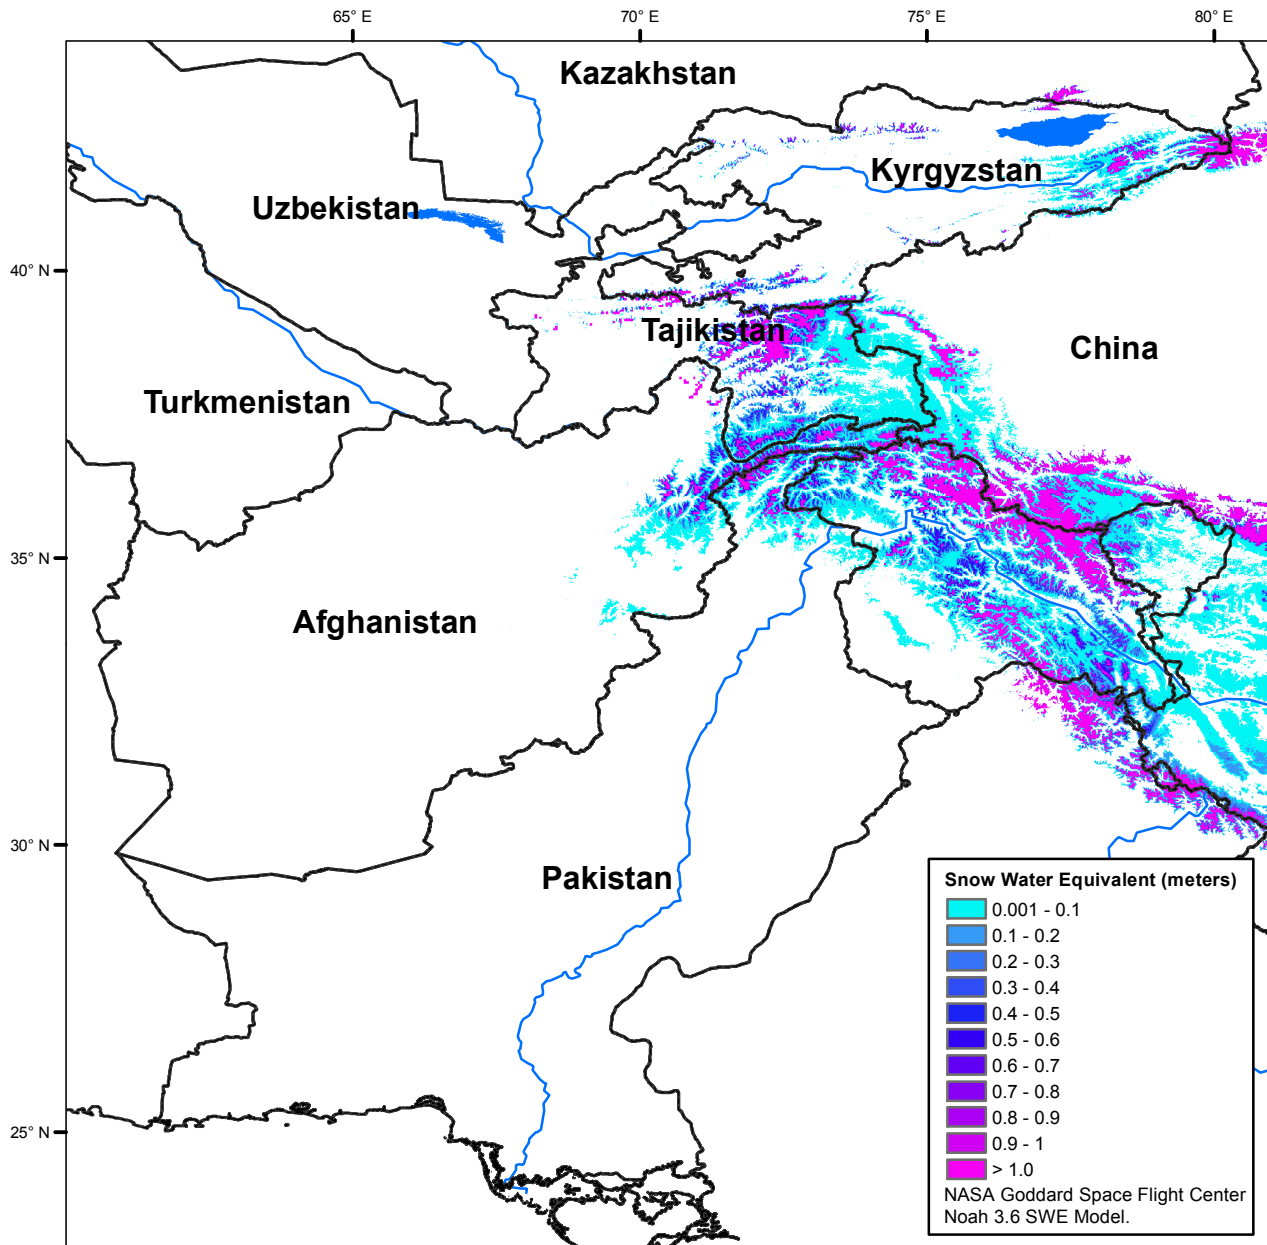 65° E
70° E
75° E
80° E
Kazakhstan
Kyrgyzstan
Uzbekistan
40° N
Tajikistan
China
Turkmenistan
35° N
Afghanistan
30° N
Pakistan
25° N
Snow Water Equivalent (meters)
0.001 - 0.1
0.1 - 0.2
0.2 - 0.3
0.3 - 0.4
0.4 - 0.5
0.5 - 0.6
0.6 - 0.7
0.7 - 0.8
0.8 - 0.9
0.9 - 1
> 1.0
NASA Goddard Space Flight Center
Noah 3.6 SWE Model.